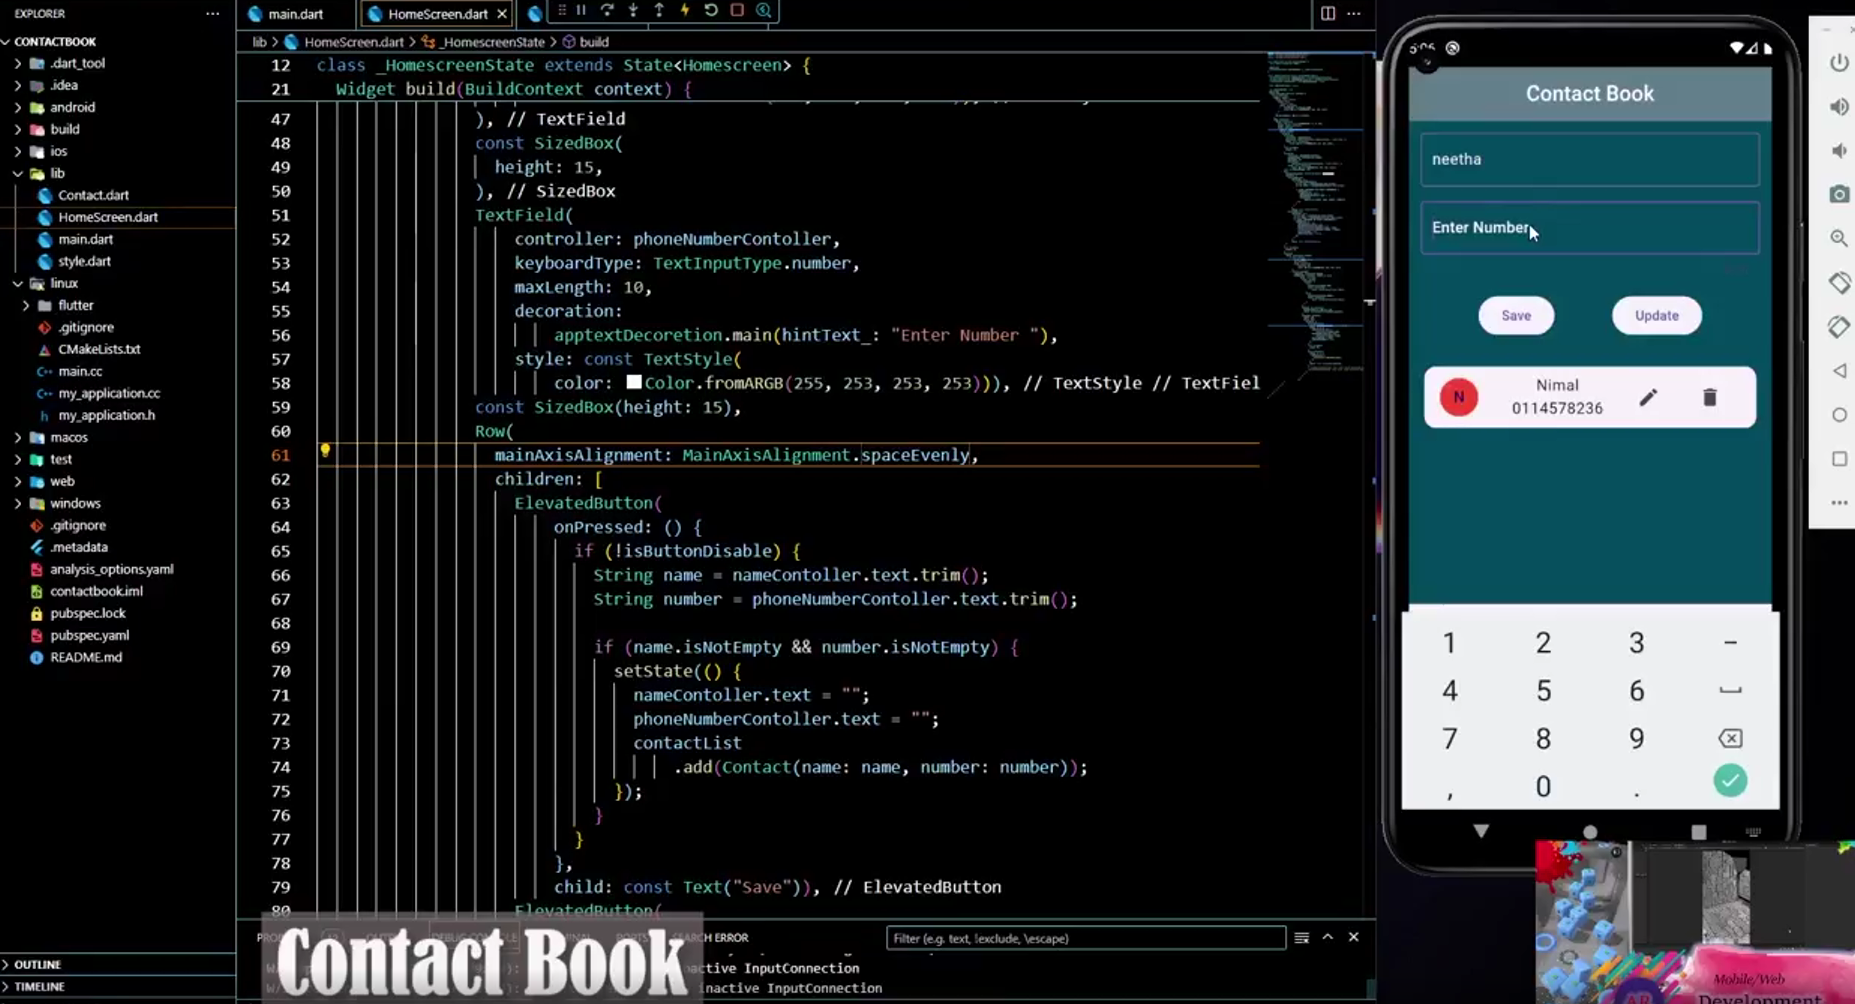 EXPLORER
CONTACTBOOK
.dart_tool
.idea
android
build
ios
lib
Contact.dart
HomeScreen.dart
main.dart
style.dart
linux
flutter
.gitignore
CMakeLists.txt
main.cc
my_application.cc
my_application.h
macos
test
web
windows
.gitignore
.metadata
analysis_options.yaml
contactbook.iml
pubspec.lock
pubspec.yaml
README.md
OUTLINE
TIMELINE
main.dart
HomeScreen.dart
lib > HomeScreen.dart > _HomescreenState > build
12 class _HomescreenState extends State<Homescreen> {
21 Widget build(BuildContext context) {
47 ), // TextField
48 const SizedBox(
49 height: 15,
50 ), // SizedBox
51 TextField(
52 controller: phoneNumberContoller,
53 keyboardType: TextInputType.number,
54 maxLength: 10,
55 decoration:
56 apptextDecoretion.main(hintText_: "Enter Number "),
57 style: const TextStyle(
58 color: Color.fromARGB(255, 253, 253, 253))), // TextStyle // TextFiel
59 const SizedBox(height: 15),
60 Row(
61 mainAxisAlignment: MainAxisAlignment.spaceEvenly,
62 children: [
63 ElevatedButton(
64 onPressed: () {
65 if (!isButtonDisable) {
66 String name = nameContoller.text.trim();
67 String number = phoneNumberContoller.text.trim();
68
69 if (name.isNotEmpty && number.isNotEmpty) {
70 setState(() {
71 nameContoller.text = "";
72 phoneNumberContoller.text = "";
73 contactList
74 .add(Contact(name: name, number: number));
75 });
76 }
77 }
78 },
79 child: const Text("Save")), // ElevatedButton
80 ElevatedButton(
SEARCH ERROR
Filter (e.g. text, !exclude, \escape)
inactive InputConnection
inactive InputConnection
Contact Book
5:06
Contact Book
neetha
Enter Number
Save
Update
N
Nimal
0114578236
1 2 3 −
4 5 6
7 8 9
, 0 .
Mobile/Web
Development